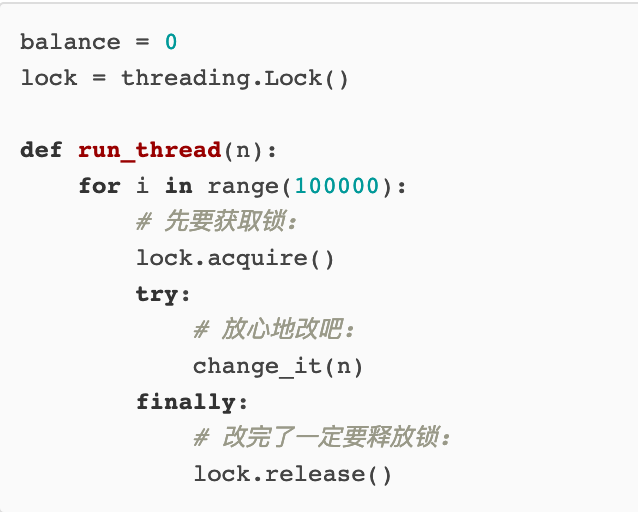 balance = 0
lock = threading.Lock()
def run_thread(n):
    for i in range(100000):
        # 先要获取锁:
        lock.acquire()
        try:
            # 放心地改吧:
            change_it(n)
        finally:
            # 改完了一定要释放锁:
            lock.release()